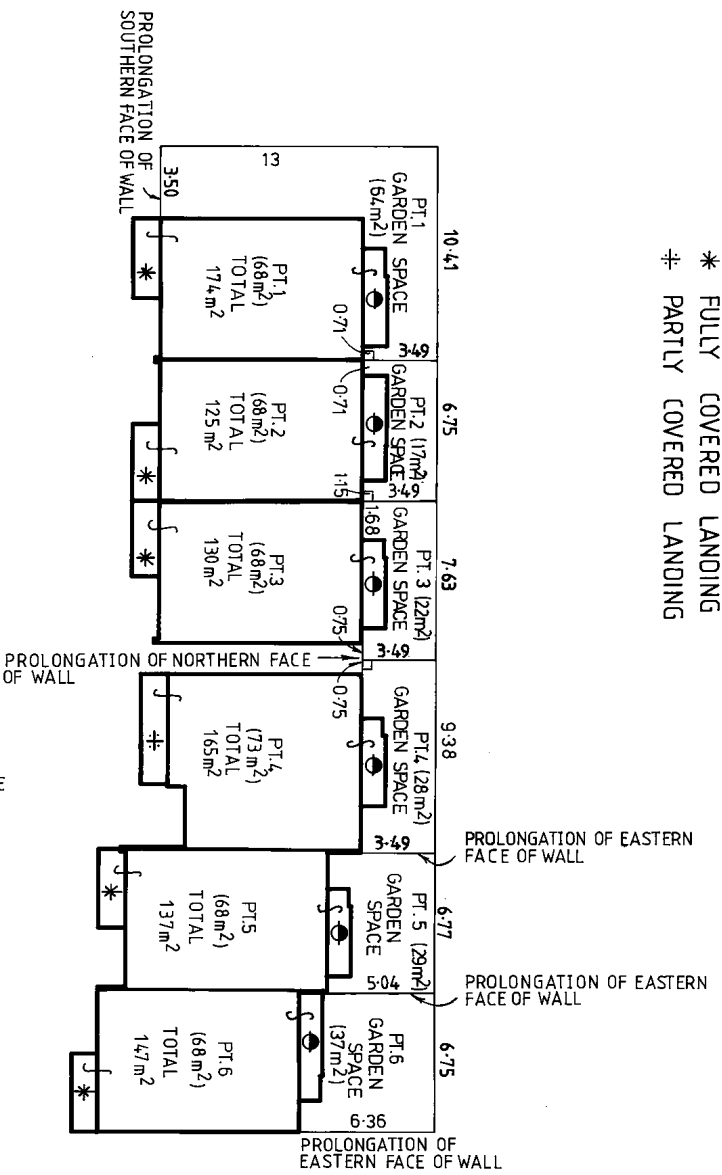 * FULLY COVERED LANDING
⁜ PARTLY COVERED LANDING
PROLONGATION OF
SOUTHERN FACE OF WALL
3·50
13
10·41
PT.1
GARDEN SPACE
(64m²)
PT.1
(68m²)
TOTAL
174m²
*
0·71
3·49
6·75
PT.2 (17m²)
GARDEN SPACE
PT.2
(68m²)
TOTAL
125m²
*
0·71
1·15
3·49
7·63
PT.3 (22m²)
GARDEN SPACE
1·68
PT.3
(68m²)
TOTAL
130m²
*
0·75
3·49
PROLONGATION OF NORTHERN FACE
OF WALL
0·75
9·38
PT.4 (28m²)
GARDEN SPACE
PT.4
(73m²)
TOTAL
165m²
⁜
3·49
E
PROLONGATION OF EASTERN
FACE OF WALL
6·77
PT.5 (29m²)
GARDEN
SPACE
PT.5
(68m²)
TOTAL
137m²
*
5·04
PROLONGATION OF EASTERN
FACE OF WALL
6·75
PT.6
GARDEN
SPACE
(37m²)
PT.6
(68m²)
TOTAL
147m²
*
6·36
PROLONGATION OF
EASTERN FACE OF WALL